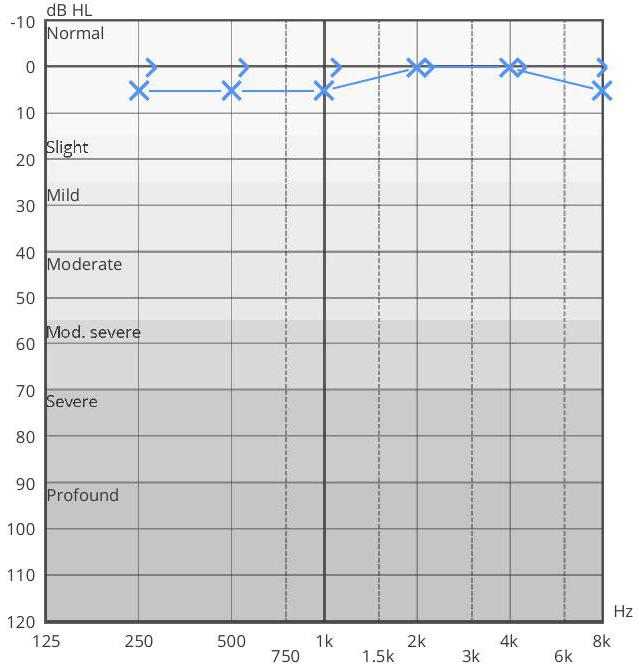 dB HL
-10
Normal
0
10
Slight
20
Mild
30
40
Moderate
50
Mod. severe
60
70
Severe
80
90
Profound
100
110
120
Hz
125 250 500 1k 2k 4k 8k
750 1.5k 3k 6k